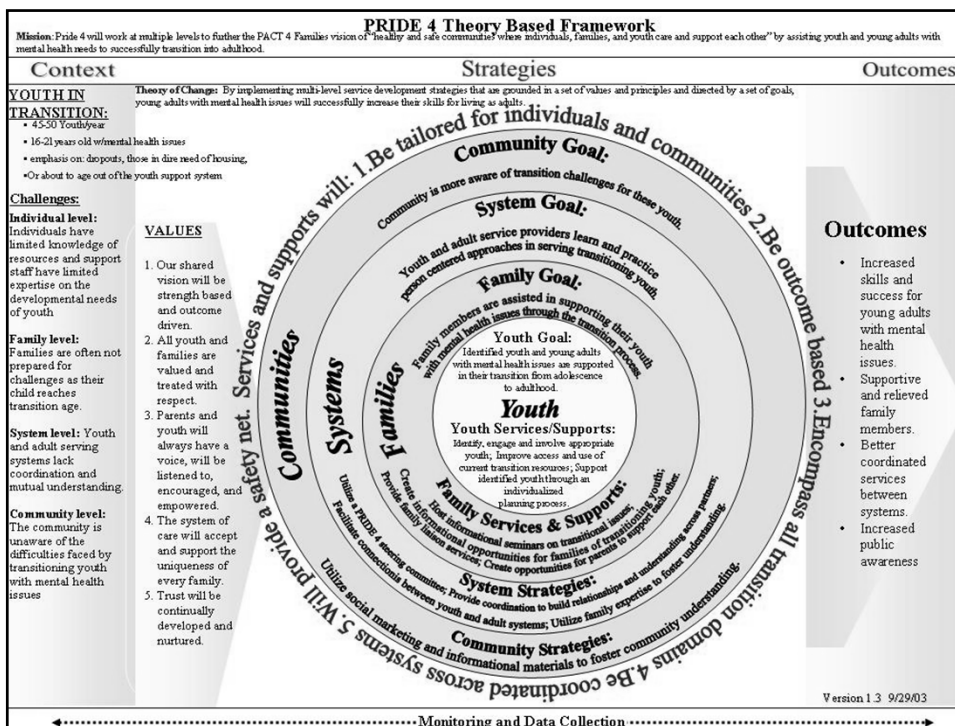 PRIDE 4 Theory Based Framework
Mission: Pride 4 will work at multiple levels to further the PACT 4 Families vision of "healthy and safe communities where individuals, families, and youth care and support each other" by assisting youth and young adults with
mental health needs to successfully transition into adulthood.
Context
Strategies
Outcomes
YOUTH IN
TRANSITION:
• 45-50 Youth/year
• 16-21 years old w/mental health issues
• emphasis on: dropouts, those in dire need of housing,
•Or about to age out of the youth support system
Challenges:
Individual level:
Individuals have
limited knowledge of
resources and support
staff have limited
expertise on the
developmental needs
of youth
Family level:
Families are often not
prepared for
challenges as their
child reaches
transition age.
System level: Youth
and adult serving
systems lack
coordination and
mutual understanding.
Community level:
The community is
unaware of the
difficulties faced by
transitioning youth
with mental health
issues
Theory of Change: By implementing multi-level service development strategies that are grounded in a set of values and principles and directed by a set of goals,
young adults with mental health issues will successfully increase their skills for living as adults.
VALUES
1. Our shared
vision will be
strength based
and outcome
driven.
2. All youth and
families are
valued and
treated with
respect.
3. Parents and
youth will
always have a
voice, will be
listened to,
encouraged, and
empowered.
4. The system of
care will accept
and support the
uniqueness of
every family.
5. Trust will be
continually
developed and
nurtured.
Services and supports will: 1.Be tailored for individuals and communities 2.Be outcome based 3.Encompass all transition domains 4.Be coordinated across systems 5.Will provide a safety net.
Community Goal:
Community is more aware of transition challenges for these youth.
System Goal:
Youth and adult service providers learn and practice
person centered approaches in serving transitioning youth.
Family Goal:
Family members are assisted in supporting their youth
with mental health issues through the transition process.
Youth Goal:
Identified youth and young adults
with mental health issues are supported
in their transition from adolescence
to adulthood.
Communities
Systems
Families
Youth
Youth Services/Supports:
Identify, engage and involve appropriate
youth; Improve access and use of
current transition resources; Support
identified youth through an
individualized
planning process.
Family Services & Supports:
Host informational seminars on transitional issues;
Create informational opportunities for families of transitioning youth;
Provide family liaison services; Create opportunities for parents to support each other.
System Strategies:
Utilize a PRIDE 4 steering committee; Provide coordination to build relationships and understanding across partners;
Facilitate connections between youth and adult systems; Utilize family expertise to foster understanding.
Community Strategies:
Utilize social marketing and informational materials to foster community understanding.
Outcomes
• Increased
skills and
success for
young adults
with mental
health
issues.
• Supportive
and relieved
family
members.
• Better
coordinated
services
between
systems.
• Increased
public
awareness
Version 1.3 9/29/03
Monitoring and Data Collection